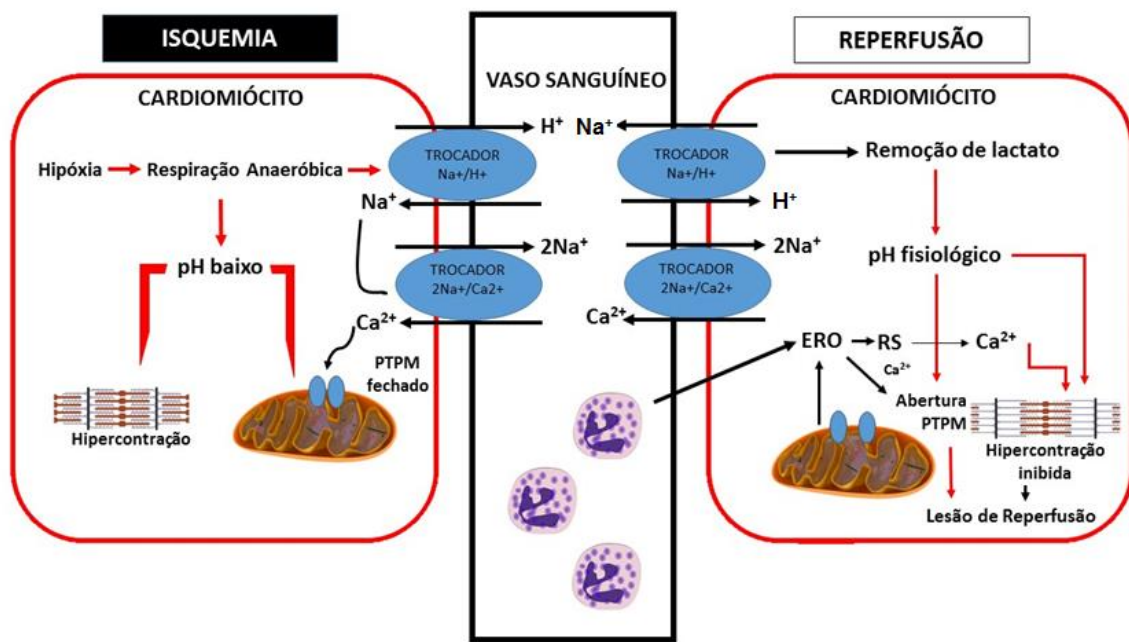 ISQUEMIA
CARDIOMIÓCITO
Hipóxia
Respiração Anaeróbica
pH baixo
Hipercontração
PTPM
fechado
Na⁺
Ca²⁺
TROCADOR
Na+/H+
TROCADOR
2Na+/Ca2+
VASO SANGUÍNEO
H⁺
Na⁺
2Na⁺
Ca²⁺
TROCADOR
Na+/H+
TROCADOR
2Na+/Ca2+
REPERFUSÃO
CARDIOMIÓCITO
Remoção de lactato
H⁺
2Na⁺
pH fisiológico
ERO
RS
Ca²⁺
Ca²⁺
Abertura
PTPM
Hipercontração
inibida
Lesão de Reperfusão